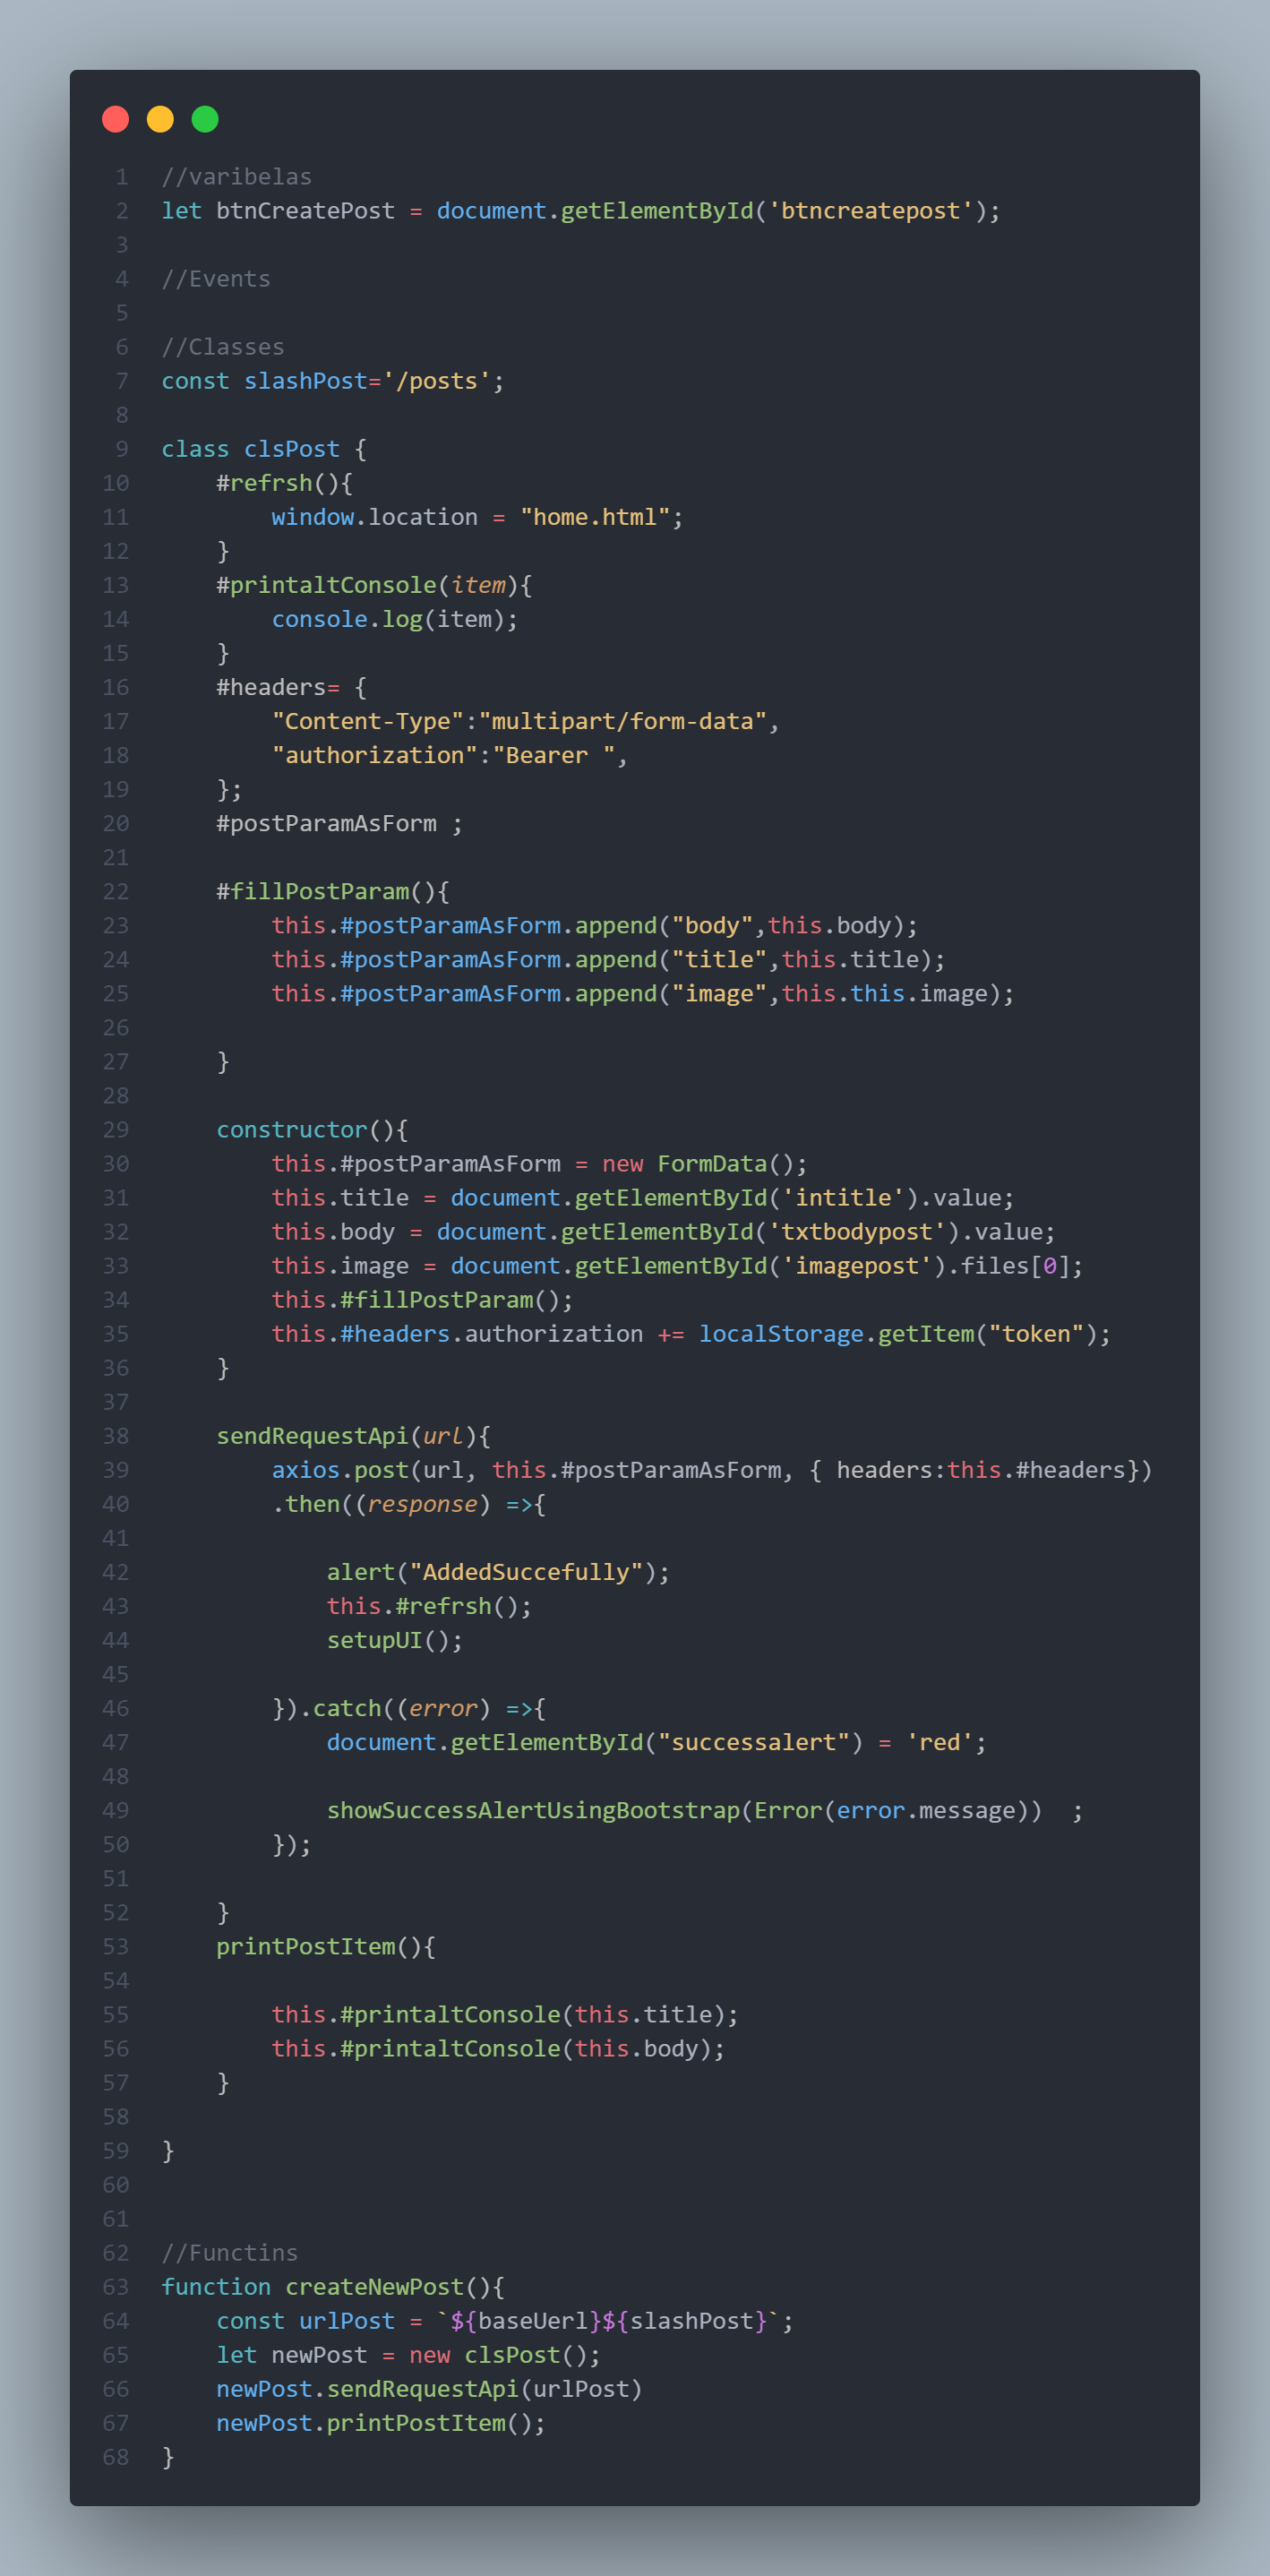 1 //varibelas
2 let btnCreatePost = document.getElementById('btncreatepost');
3
4 //Events
5
6 //Classes
7 const slashPost='/posts';
8
9 class clsPost {
10     #refrsh(){
11         window.location = "home.html";
12     }
13     #printaltConsole(item){
14         console.log(item);
15     }
16     #headers= {
17         "Content-Type":"multipart/form-data",
18         "authorization":"Bearer ",
19     };
20     #postParamAsForm ;
21
22     #fillPostParam(){
23         this.#postParamAsForm.append("body",this.body);
24         this.#postParamAsForm.append("title",this.title);
25         this.#postParamAsForm.append("image",this.this.image);
26
27     }
28
29     constructor(){
30         this.#postParamAsForm = new FormData();
31         this.title = document.getElementById('intitle').value;
32         this.body = document.getElementById('txtbodypost').value;
33         this.image = document.getElementById('imagepost').files[0];
34         this.#fillPostParam();
35         this.#headers.authorization += localStorage.getItem("token");
36     }
37
38     sendRequestApi(url){
39         axios.post(url, this.#postParamAsForm, { headers:this.#headers})
40         .then((response) =>{
41
42             alert("AddedSuccefully");
43             this.#refrsh();
44             setupUI();
45
46         }).catch((error) =>{
47             document.getElementById("successalert") = 'red';
48
49             showSuccessAlertUsingBootstrap(Error(error.message))  ;
50         });
51
52     }
53     printPostItem(){
54
55         this.#printaltConsole(this.title);
56         this.#printaltConsole(this.body);
57     }
58
59 }
60
61
62 //Functins
63 function createNewPost(){
64     const urlPost = `${baseUerl}${slashPost}`;
65     let newPost = new clsPost();
66     newPost.sendRequestApi(urlPost)
67     newPost.printPostItem();
68 }